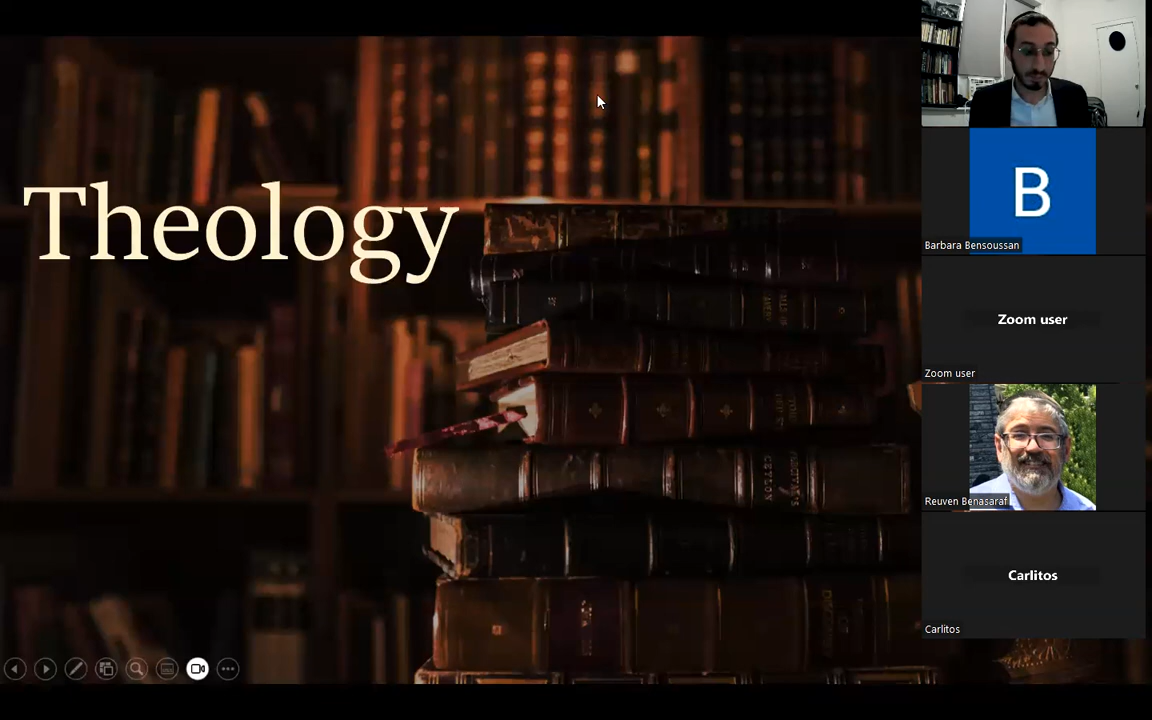 Theology
B
Barbara Bensoussan
Zoom user
Zoom user
Reuven Benasaraf
Carlitos
Carlitos